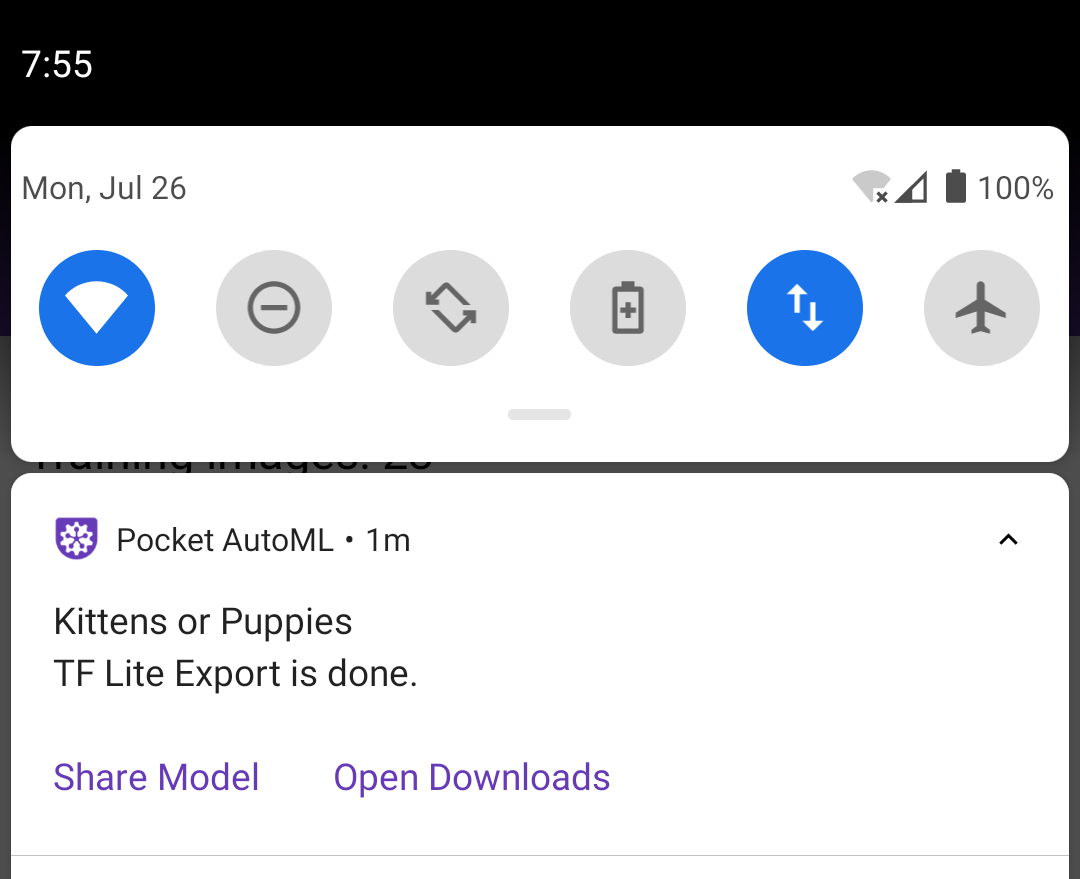 7:55
Mon, Jul 26
100%
Training images: 28
Pocket AutoML • 1m
Kittens or Puppies
TF Lite Export is done.
Share Model
Open Downloads